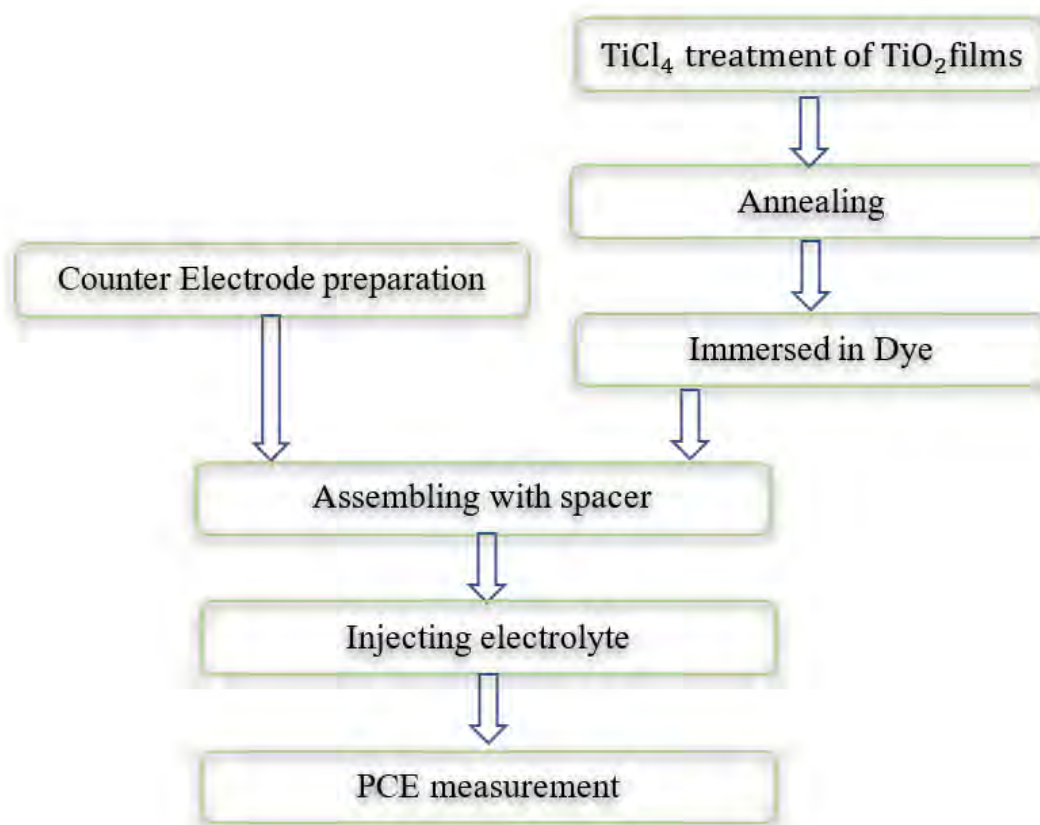 TiCl₄ treatment of TiO₂films
Annealing
Counter Electrode preparation
Immersed in Dye
Assembling with spacer
Injecting electrolyte
PCE measurement